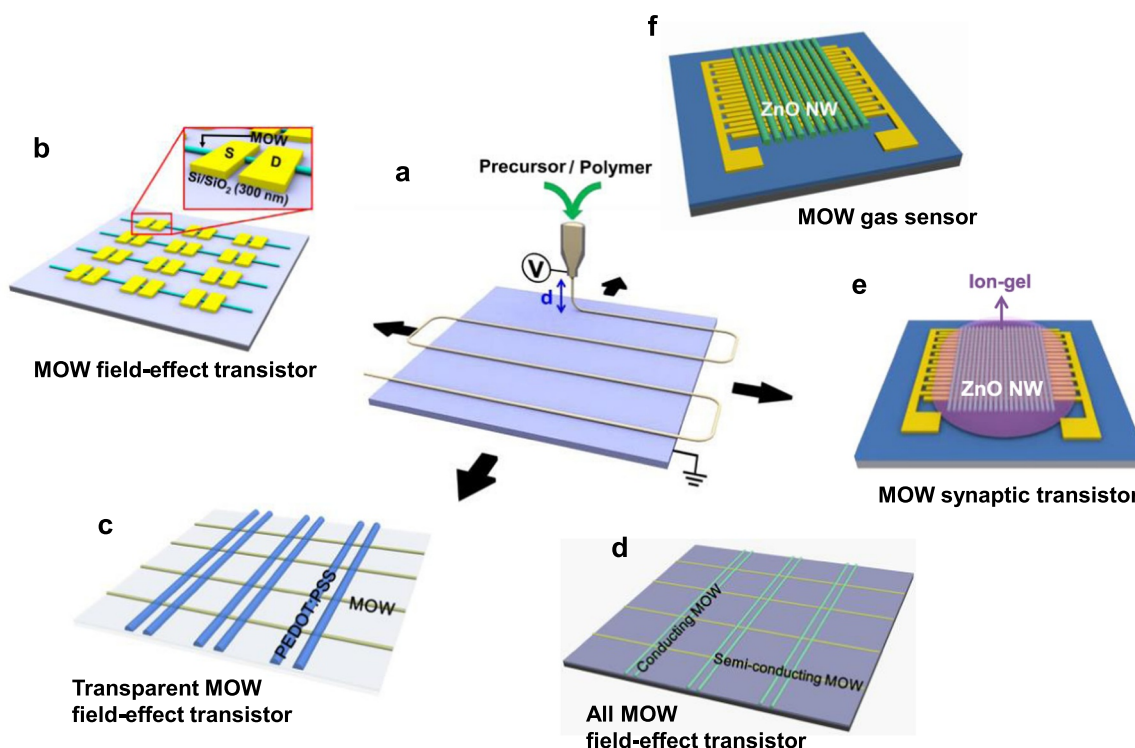 f
ZnO NW
MOW gas sensor
b
MOW
S
D
Si/SiO₂ (300 nm)
MOW field-effect transistor
a
Precursor / Polymer
V
d
e
Ion-gel
ZnO NW
MOW synaptic transistor
c
PEDOT:PSS
MOW
Transparent MOW
field-effect transistor
d
Conducting MOW
Semi-conducting MOW
All MOW
field-effect transistor